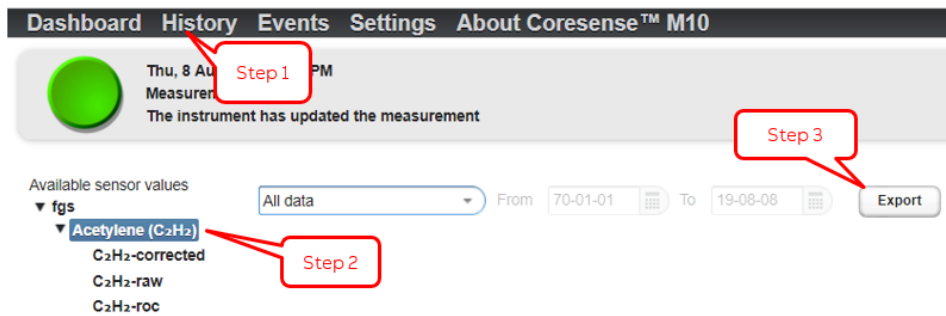 Dashboard History Events Settings About Coresense™ M10
Thu, 8 Au PM
Step 1
Measuren
The instrument has updated the measurement
Step 3
Available sensor values
All data From 70-01-01 To 19-08-08 Export
▼ fgs
▼ Acetylene (C₂H₂)
Step 2
C₂H₂-corrected
C₂H₂-raw
C₂H₂-roc